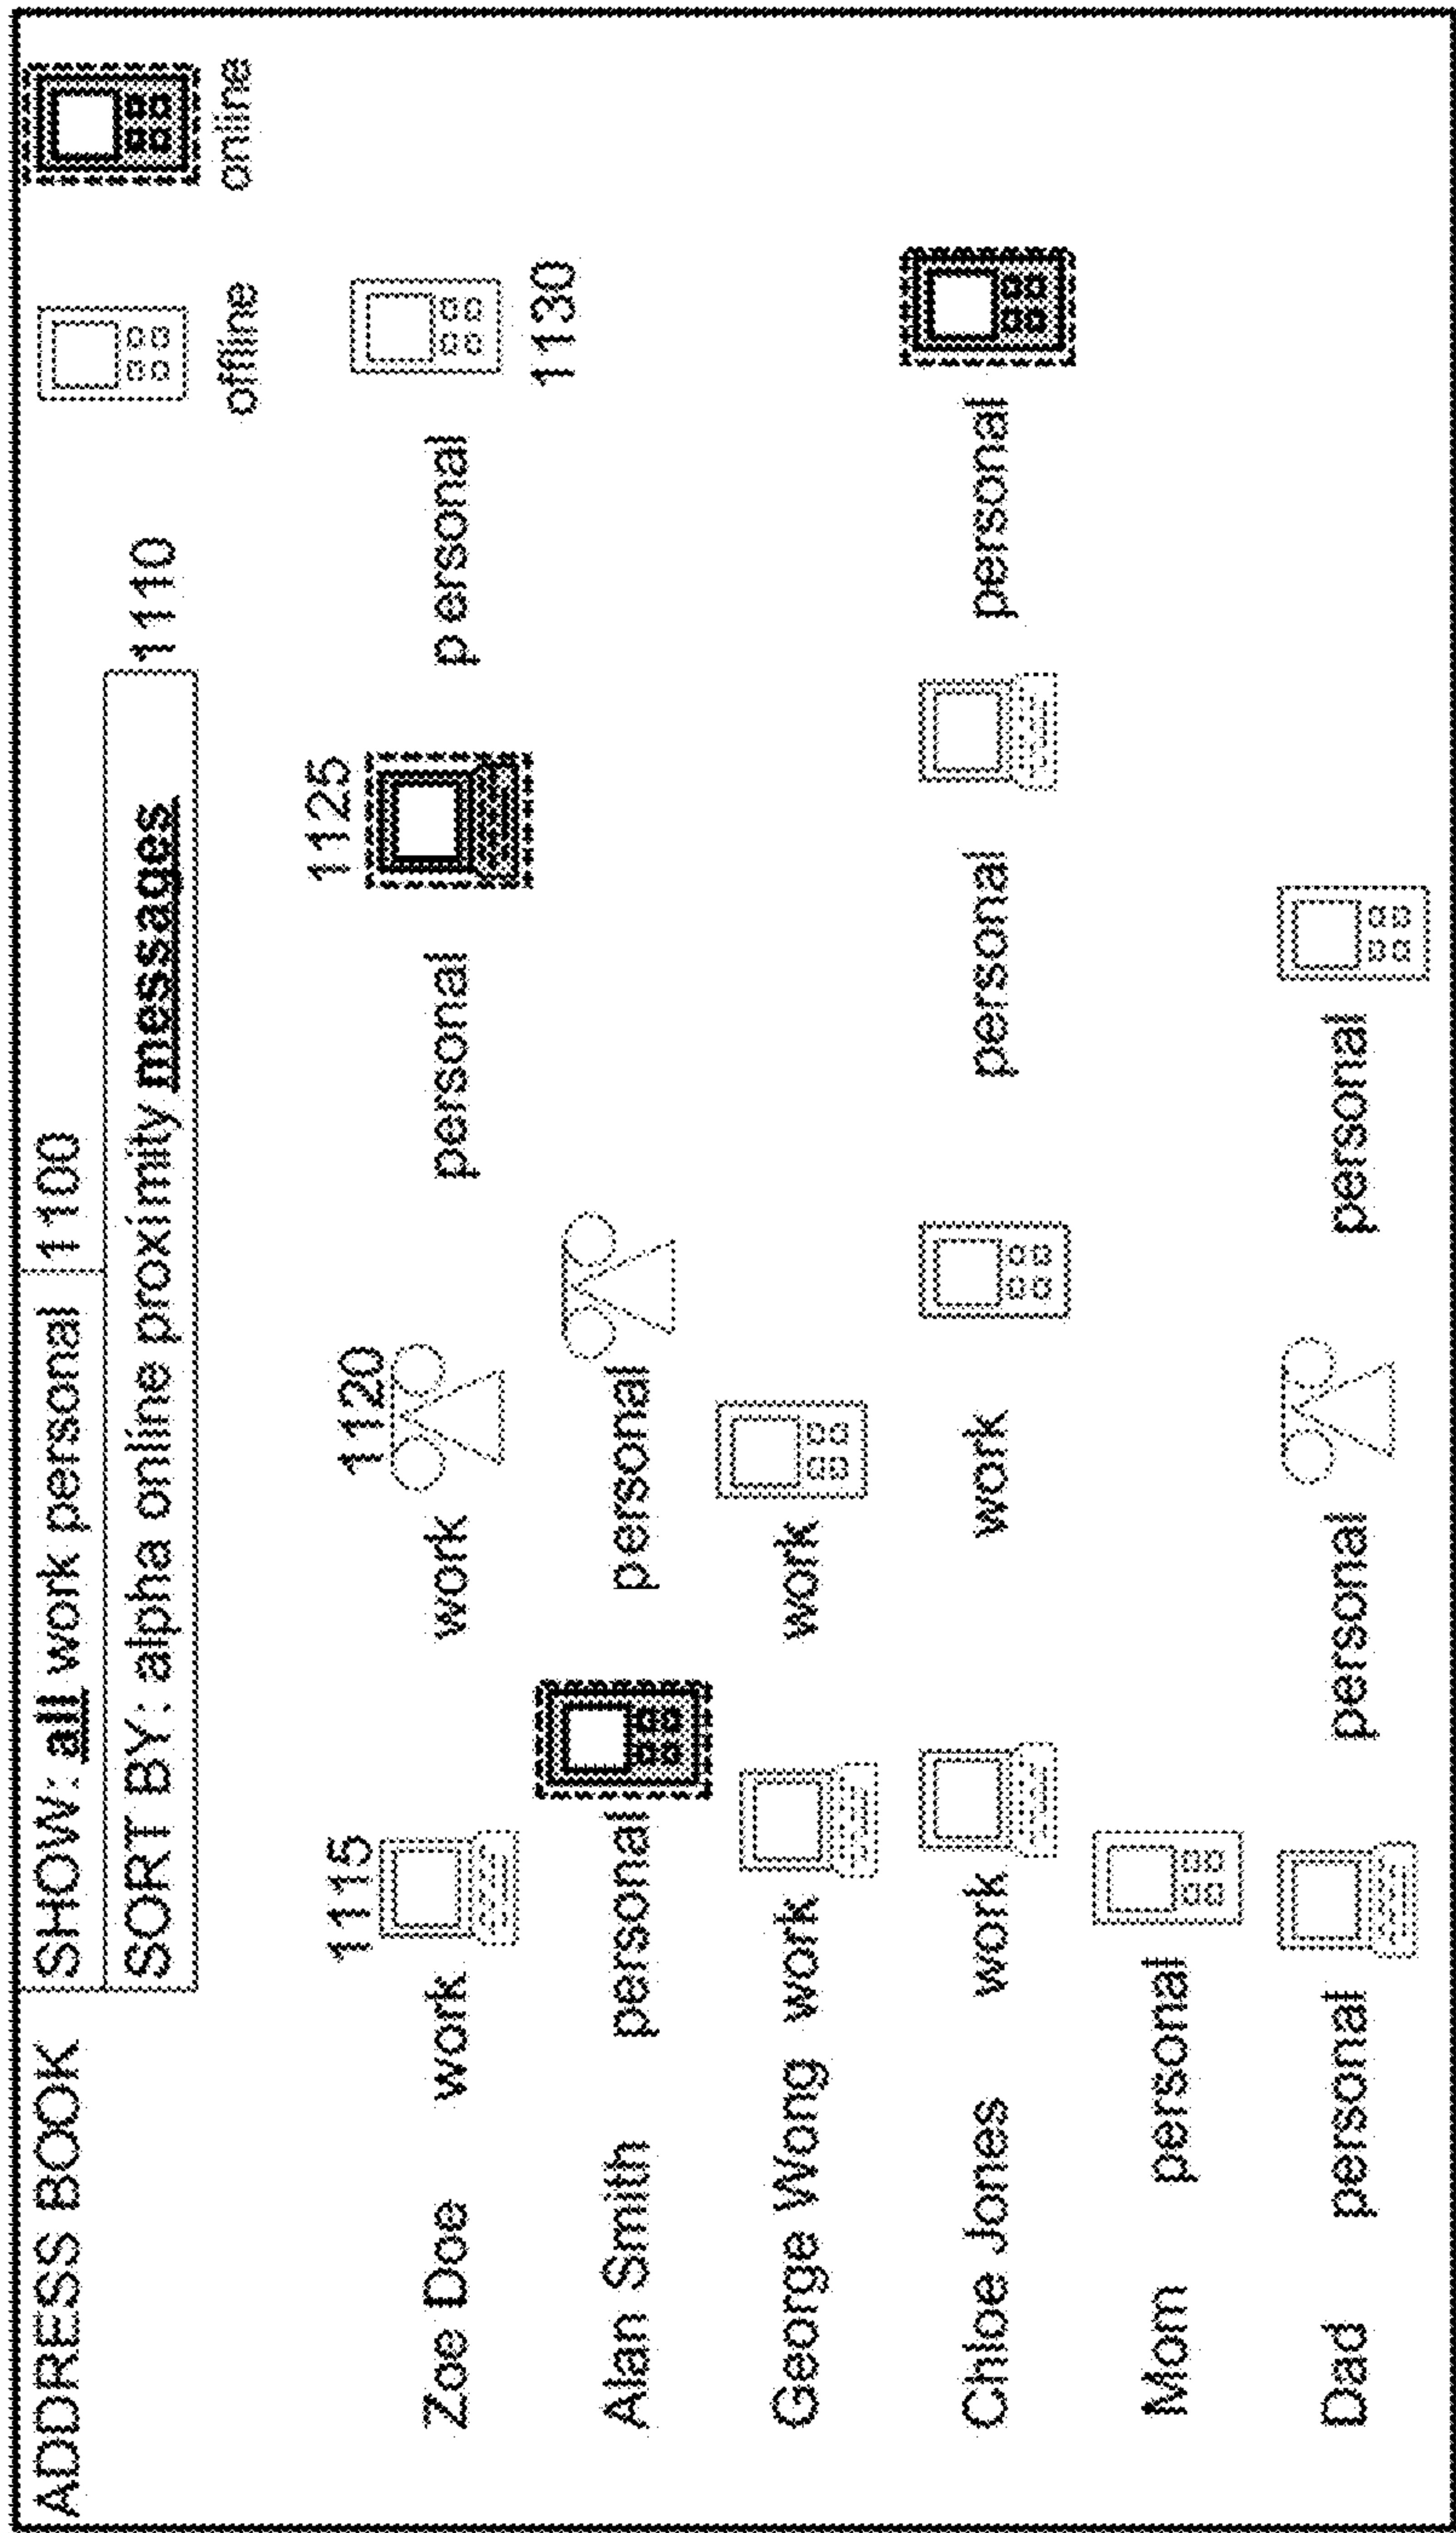 ADDRESS BOOK SHOW: all work personal 1100
SORT BY: alpha online proximity messages 1110
offline online
1115 1120 1125
Zoe Doe work work personal personal
1130
Alan Smith personal personal
George Wong work work
Chloe Jones work work personal personal
Mom personal
Dad personal personal personal